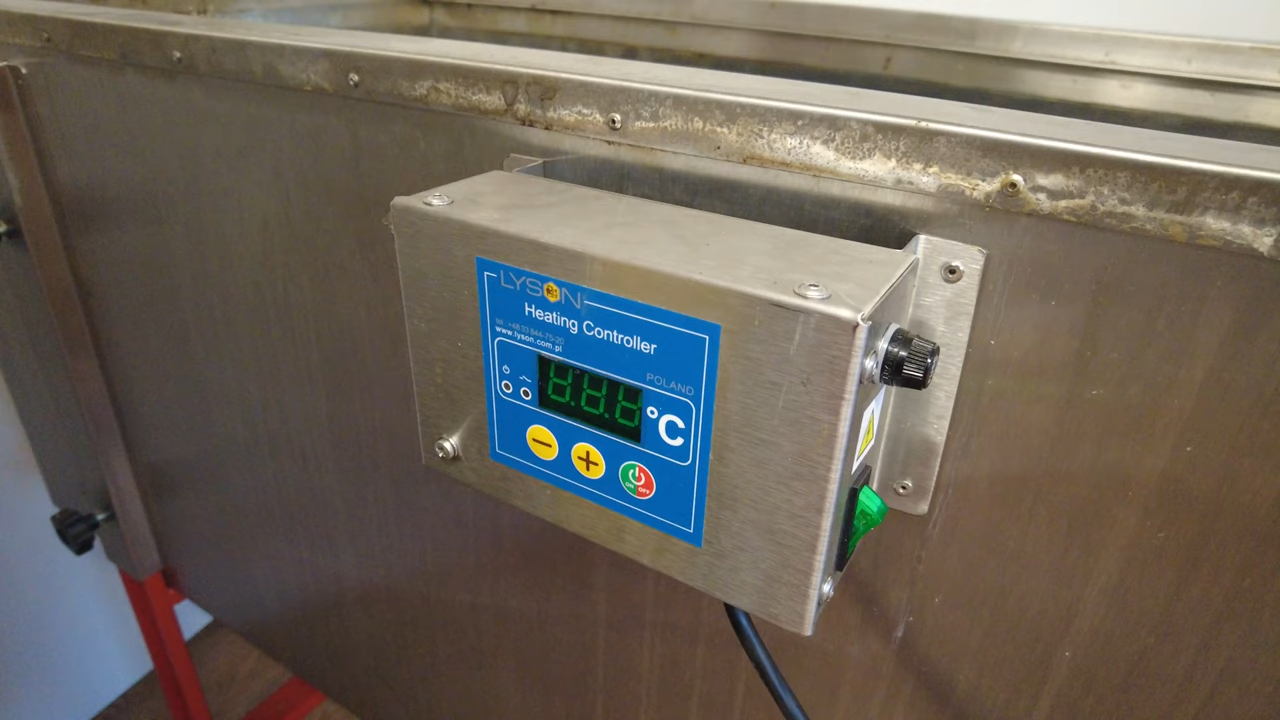 LYSON
Heating Controller
tel.: +48 33 844-75-20
www.lyson.com.pl
POLAND
°C
− +
ON OFF